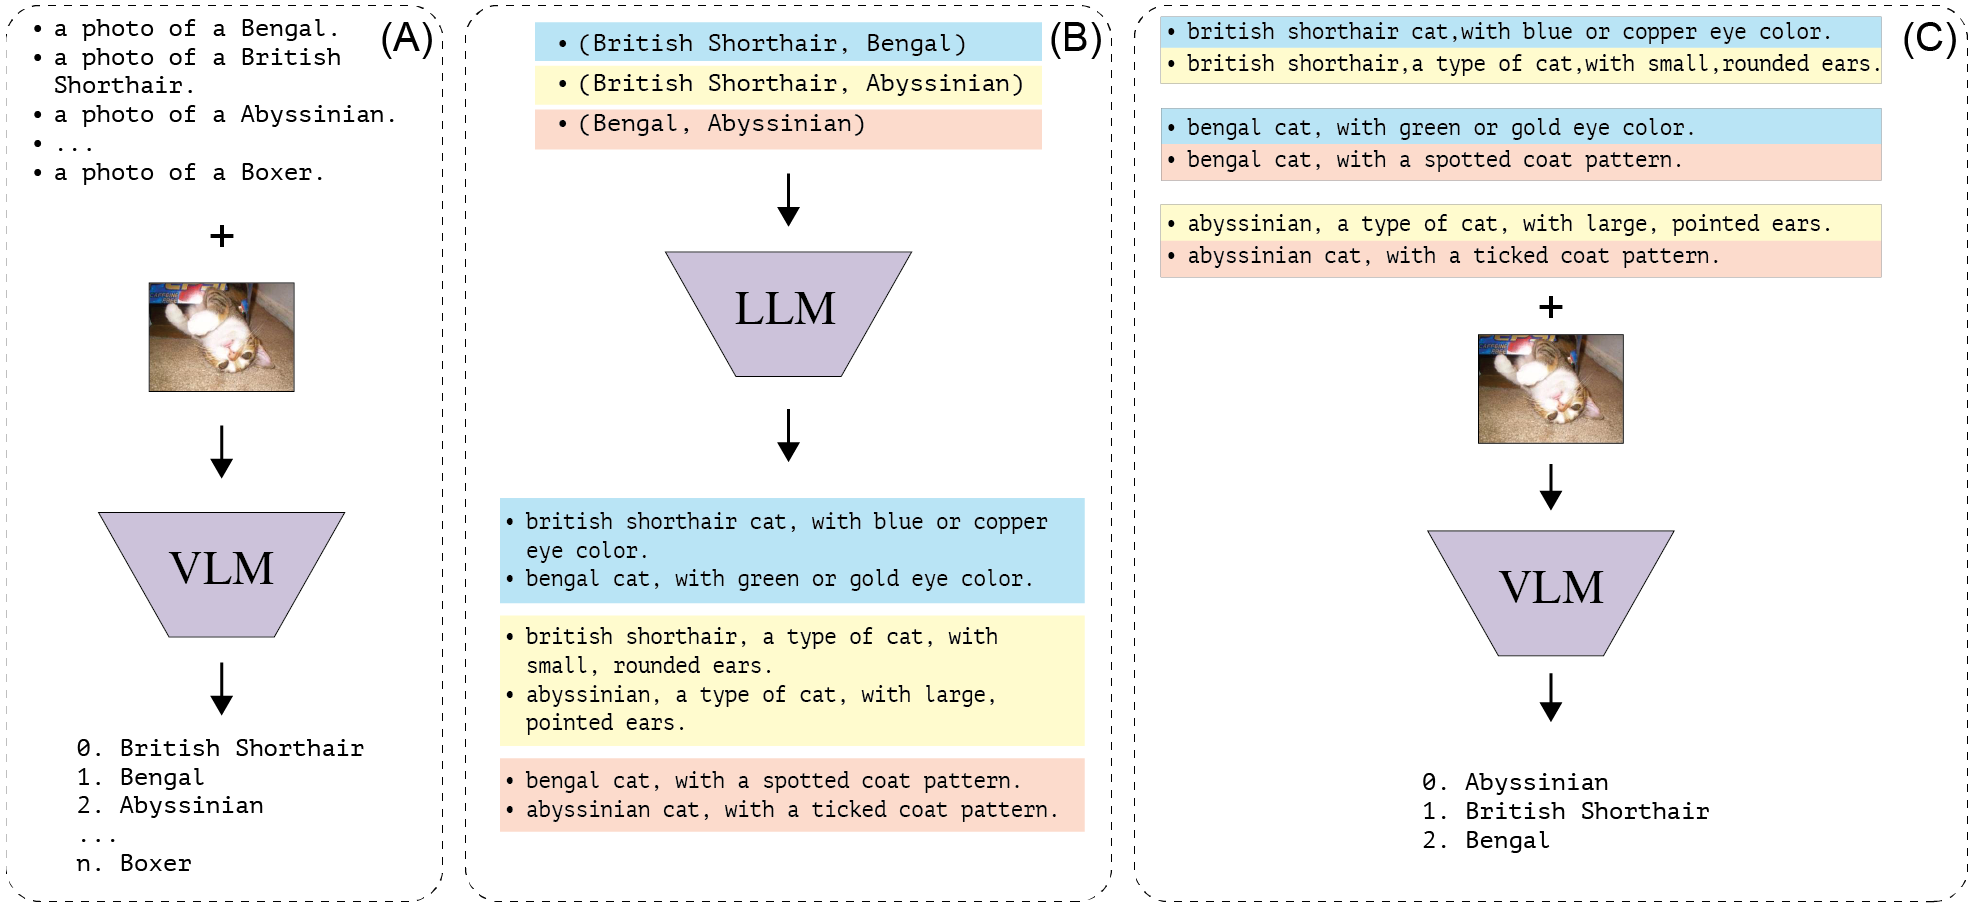 (A)
• a photo of a Bengal.
• a photo of a British
Shorthair.
• a photo of a Abyssinian.
• ...
• a photo of a Boxer.
+
VLM
0. British Shorthair
1. Bengal
2. Abyssinian
...
n. Boxer
(B)
• (British Shorthair, Bengal)
• (British Shorthair, Abyssinian)
• (Bengal, Abyssinian)
LLM
• british shorthair cat, with blue or copper
eye color.
• bengal cat, with green or gold eye color.
• british shorthair, a type of cat, with
small, rounded ears.
• abyssinian, a type of cat, with large,
pointed ears.
• bengal cat, with a spotted coat pattern.
• abyssinian cat, with a ticked coat pattern.
(C)
• british shorthair cat,with blue or copper eye color.
• british shorthair,a type of cat,with small,rounded ears.
• bengal cat, with green or gold eye color.
• bengal cat, with a spotted coat pattern.
• abyssinian, a type of cat, with large, pointed ears.
• abyssinian cat, with a ticked coat pattern.
+
VLM
0. Abyssinian
1. British Shorthair
2. Bengal